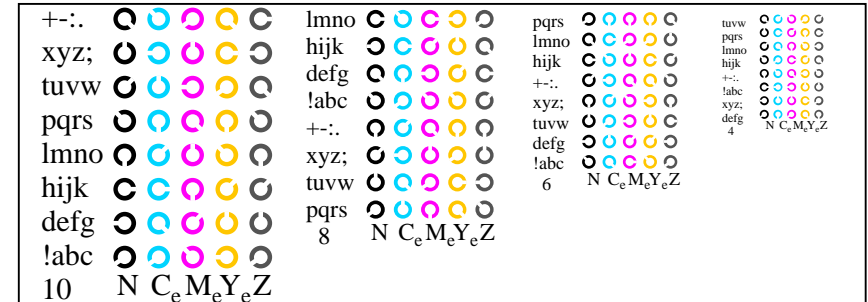 +-:.
xyz;
tuvw
pqrs
lmno
hijk
defg
!abc
10 N CeMeYeZ
lmno
hijk
defg
!abc
+-:.
xyz;
tuvw
pqrs
8 N CeMeYeZ
pqrs
lmno
hijk
+-:.
xyz;
tuvw
defg
!abc
6 N CeMeYeZ
tuvw
pqrs
lmno
hijk
+-:.
!abc
xyz;
defg
4 N CeMeYeZ